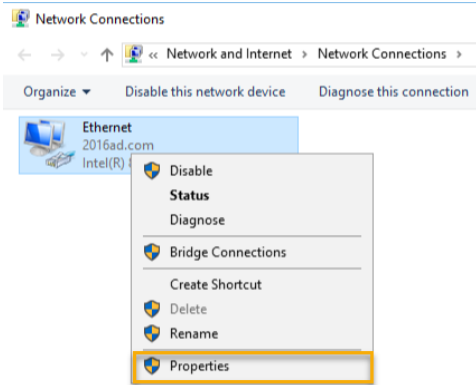 Network Connections
« Network and Internet › Network Connections ›
Organize ▾ Disable this network device Diagnose this connection
Ethernet
2016ad.com
Intel(R)
Disable
Status
Diagnose
Bridge Connections
Create Shortcut
Delete
Rename
Properties